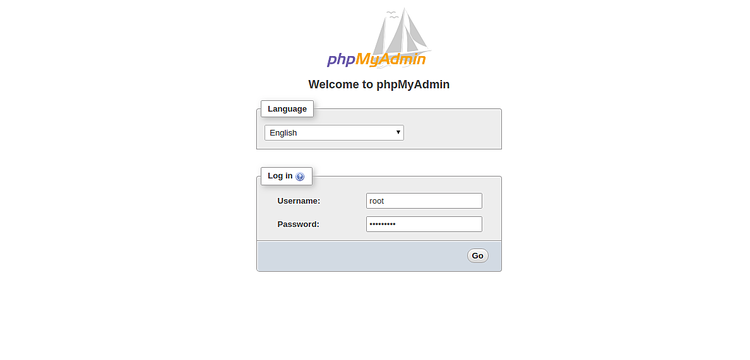 phpMyAdmin
Welcome to phpMyAdmin
Language
English
Log in
Username: root
Password: •••••••••
Go